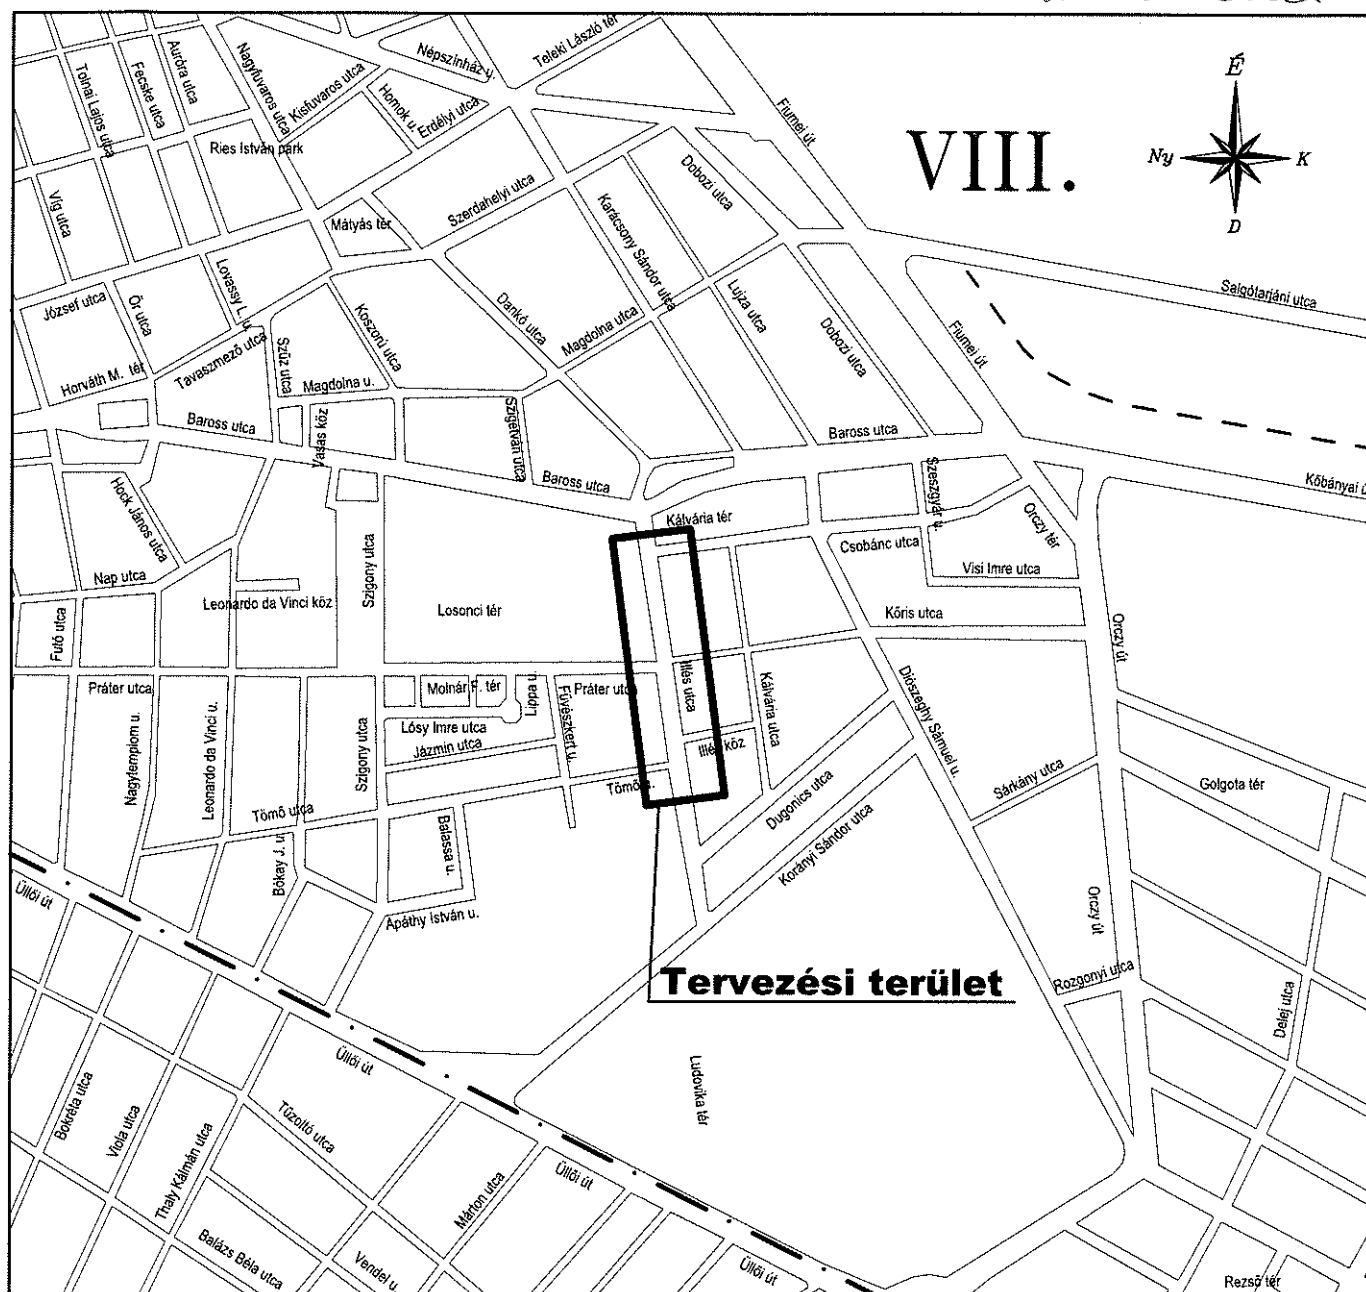 Népszínház u.
Teleki László tér
Tolnai Lajos utca
Fecske utca
Auróra utca
Nagyfuvaros utca
Kisfuvaros utca
Homok u.
Erdélyi utca
Fiumei út
É
VIII.
Ny
K
D
Ries István park
Víg utca
Mátyás tér
Szerdahelyi utca
Karácsony Sándor utca
Dobozi utca
József utca
Őr utca
Lovassy L. u.
Koszorú utca
Dankó utca
Magdolna utca
Lujza utca
Dobozi utca
Fiumei út
Salgótarjáni utca
Horváth M. tér
Tavaszmező utca
Szűz utca
Magdolna u.
Vasas köz
Szigetvári utca
Baross utca
Baross utca
Baross utca
Kőbányai ú
Hock János utca
Szigony utca
Kálvária tér
Szeszgyár u.
Csobánc utca
Orczy tér
Visi Imre utca
Nap utca
Leonardo da Vinci köz
Losonci tér
Kőris utca
Futó utca
Orczy út
Práter utca
Nagytemplom u.
Leonardo da Vinci u.
Szigony utca
Molnár F. tér
Lippa u.
Füvészkert u.
Práter utca
Illés utca
Kálvária utca
Diószeghy Sámuel u.
Lósy Imre utca
Jázmin utca
Illés köz
Tömő u.
Dugonics utca
Sárkány utca
Golgota tér
Tömő utca
Bókay J. u.
Balassa u.
Korányi Sándor utca
Üllői út
Apáthy István u.
Orczy út
Tervezési terület
Rozgonyi utca
Delej utca
Üllői út
Ludovika tér
Bokréta utca
Viola utca
Thaly Kálmán utca
Tűzoltó utca
Márton utca
Üllői út
Balázs Béla utca
Vendel u.
Üllői út
Rezső tér